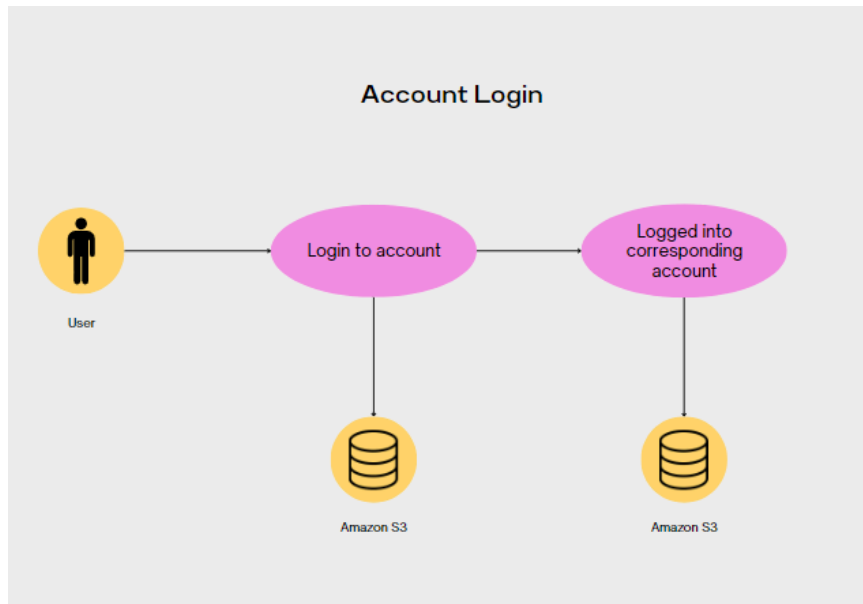 Account Login
Login to account
Logged into
corresponding
account
User
Amazon S3
Amazon S3